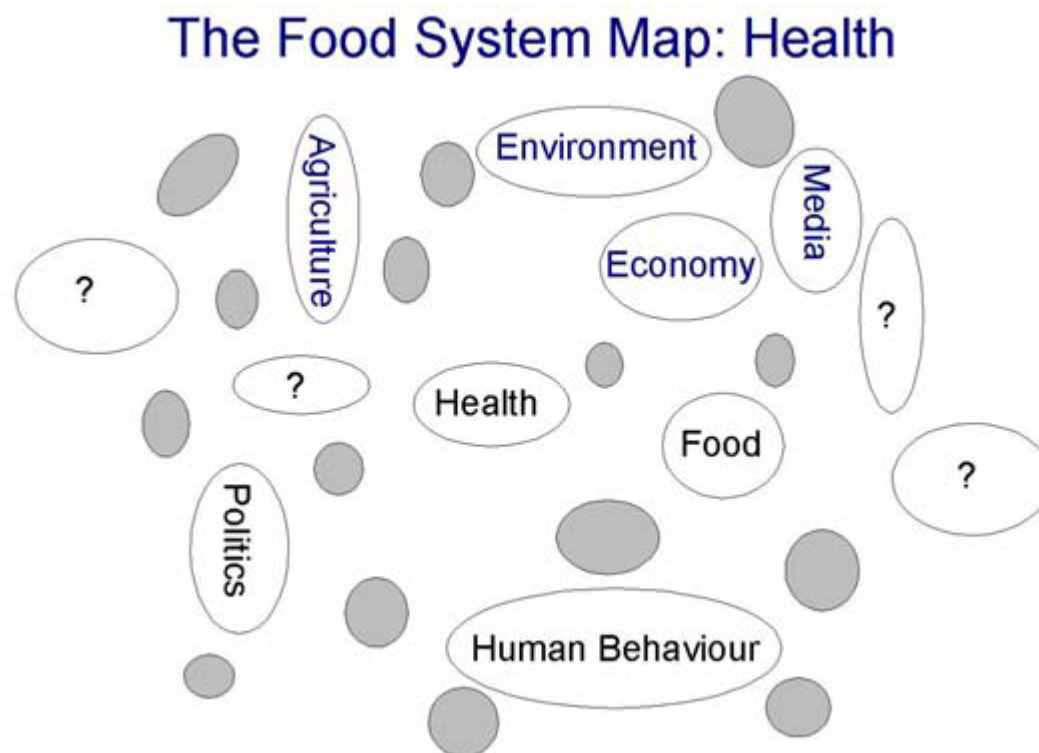 The Food System Map: Health
Agriculture
Environment
Media
Economy
?
?
?
Health
Food
?
Politics
Human Behaviour